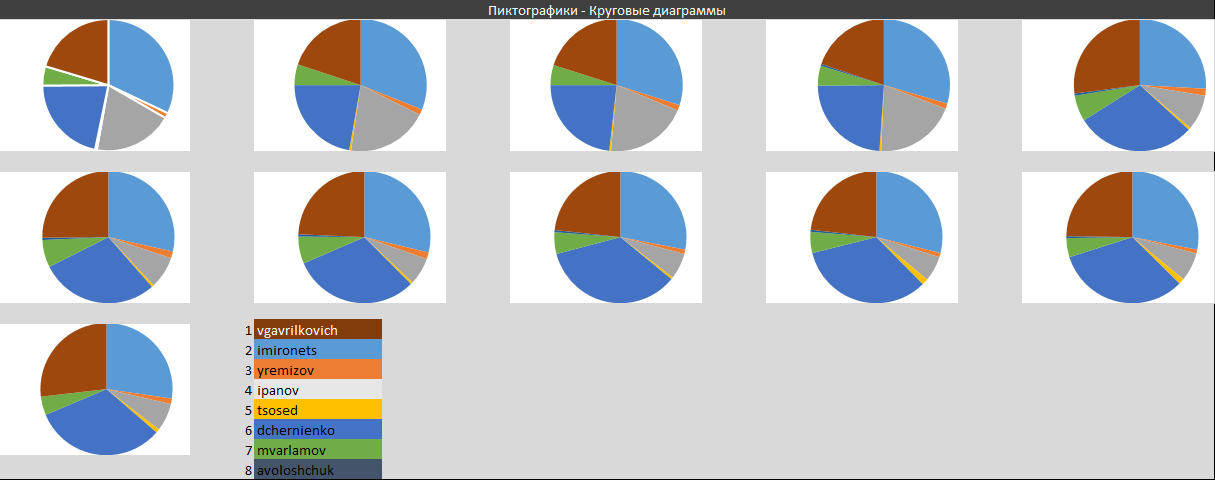 Пиктографики - Круговые диаграммы
1 vgavrilkovich
2 imironets
3 yremizov
4 ipanov
5 tsosed
6 dchernienko
7 mvarlamov
8 avoloshchuk